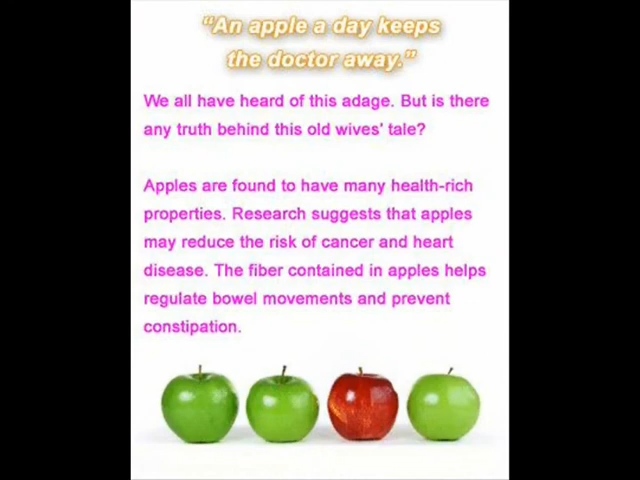 “An apple a day keeps
the doctor away.”
We all have heard of this adage. But is there
any truth behind this old wives' tale?
Apples are found to have many health-rich
properties. Research suggests that apples
may reduce the risk of cancer and heart
disease. The fiber contained in apples helps
regulate bowel movements and prevent
constipation.